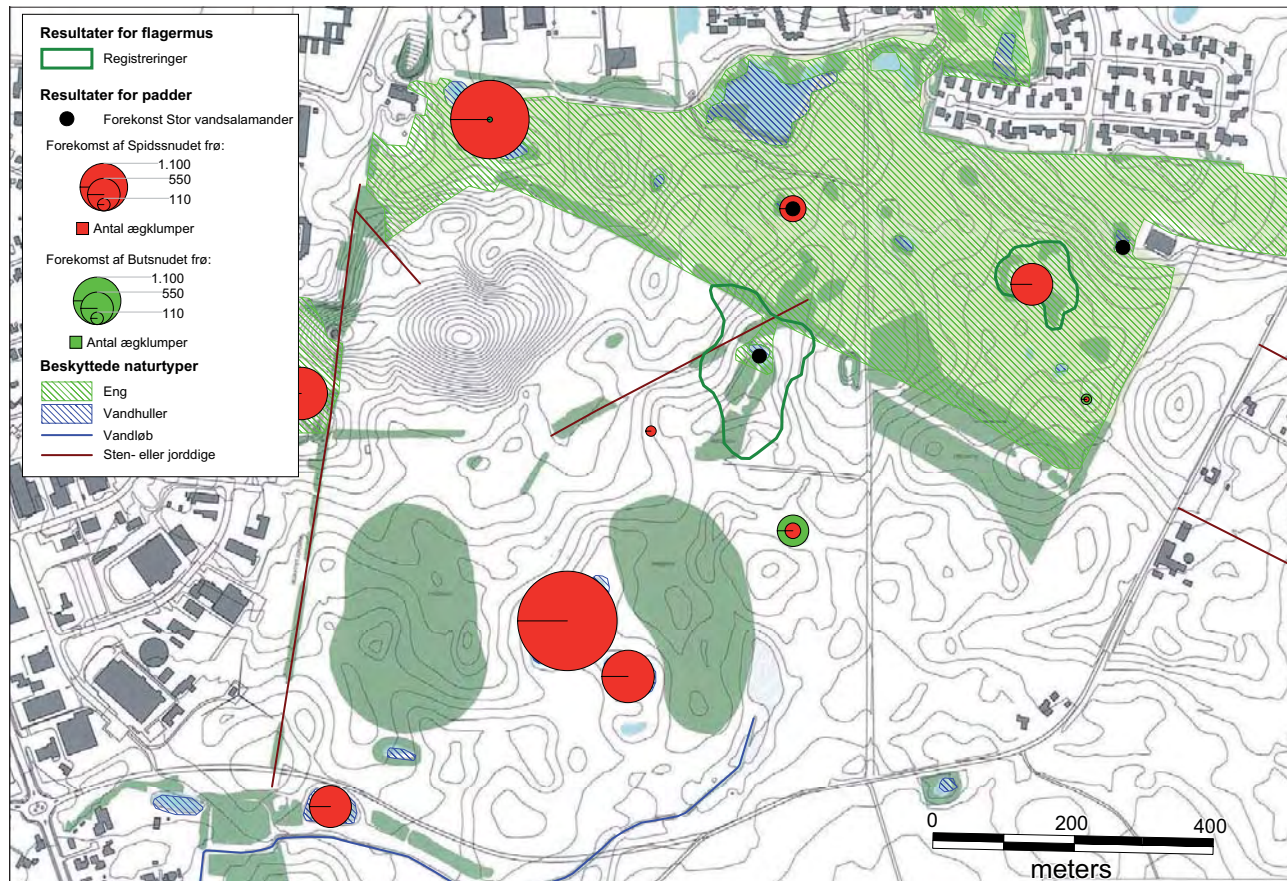 Resultater for flagermus
Registreringer
Resultater for padder
Forekonst Stor vandsalamander
Forekomst af Spidssnudet frø:
1.100
550
110
Antal ægklumper
Forekomst af Butsnudet frø:
1.100
550
110
Antal ægklumper
Beskyttede naturtyper
Eng
Vandhuller
Vandløb
Sten- eller jorddige
0
200
400
meters